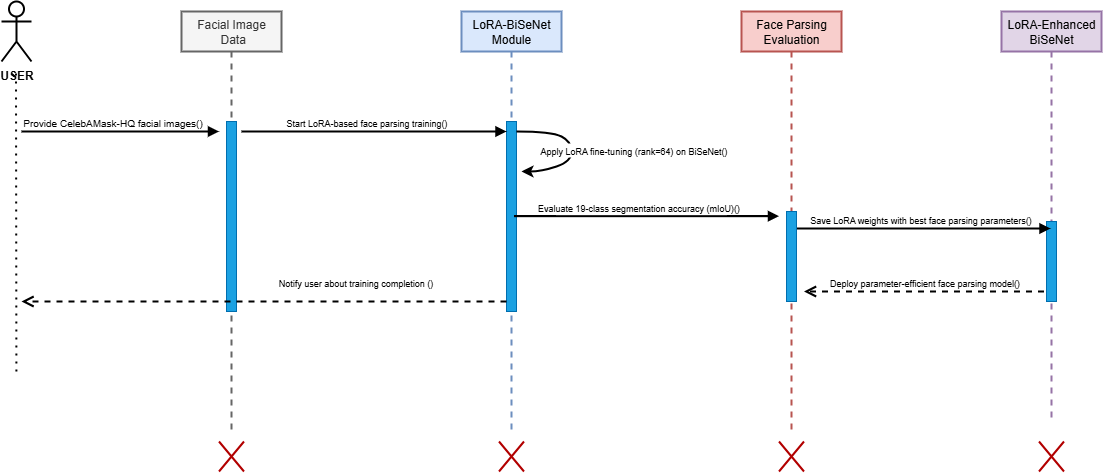 Facial Image
Data
LoRA-BiSeNet
Module
Face Parsing
Evaluation
LoRA-Enhanced
BiSeNet
USER
Provide CelebAMask-HQ facial images()
Start LoRA-based face parsing training()
Apply LoRA fine-tuning (rank=64) on BiSeNet()
Evaluate 19-class segmentation accuracy (mIoU)()
Save LoRA weights with best face parsing parameters()
Notify user about training completion ()
Deploy parameter-efficient face parsing model()